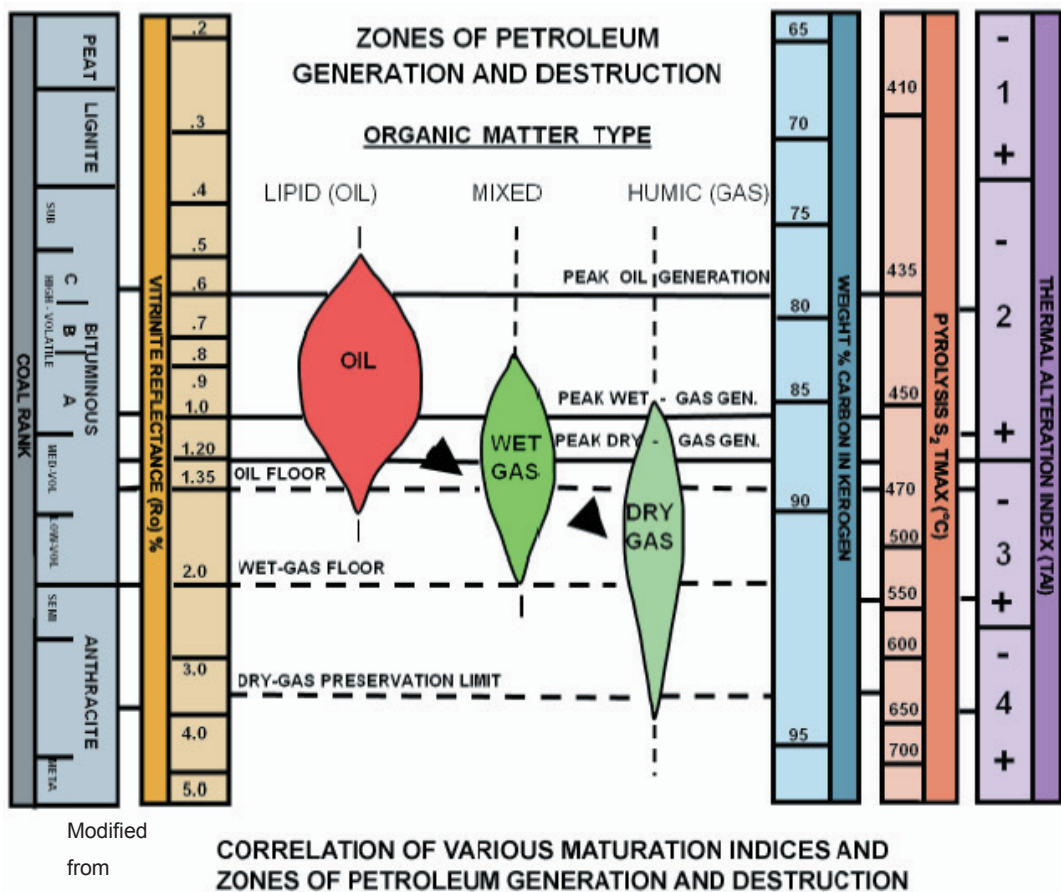 ZONES OF PETROLEUM
GENERATION AND DESTRUCTION
ORGANIC MATTER TYPE
LIPID (OIL) MIXED HUMIC (GAS)
COAL RANK
PEAT
LIGNITE
BITUMINOUS
ANTHRACITE
SUB
HIGH - VOLATILE
C
B
A
MED-VOL
LOW-VOL
SEMI
META
VITRINITE REFLECTANCE (Ro) %
.2
.3
.4
.5
.6
.7
.8
.9
1.0
1.20
1.35
2.0
3.0
4.0
5.0
PEAK OIL GENERATION
OIL
PEAK WET - GAS GEN.
PEAK DRY - GAS GEN.
WET
GAS
OIL FLOOR
DRY
GAS
WET-GAS FLOOR
DRY-GAS PRESERVATION LIMIT
65
70
75
80
85
90
95
WEIGHT % CARBON IN KEROGEN
410
435
450
470
500
550
600
650
700
PYROLYSIS S₂ TMAX (°C)
-
1
+
-
2
+
-
3
+
-
4
+
THERMAL ALTERATION INDEX (TAI)
Modified
from
CORRELATION OF VARIOUS MATURATION INDICES AND
ZONES OF PETROLEUM GENERATION AND DESTRUCTION